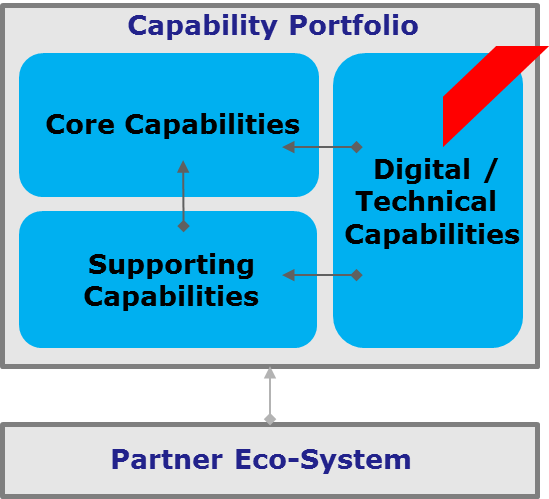 Capability Portfolio
Core Capabilities
Digital /
Technical
Capabilities
Supporting
Capabilities
Partner Eco-System